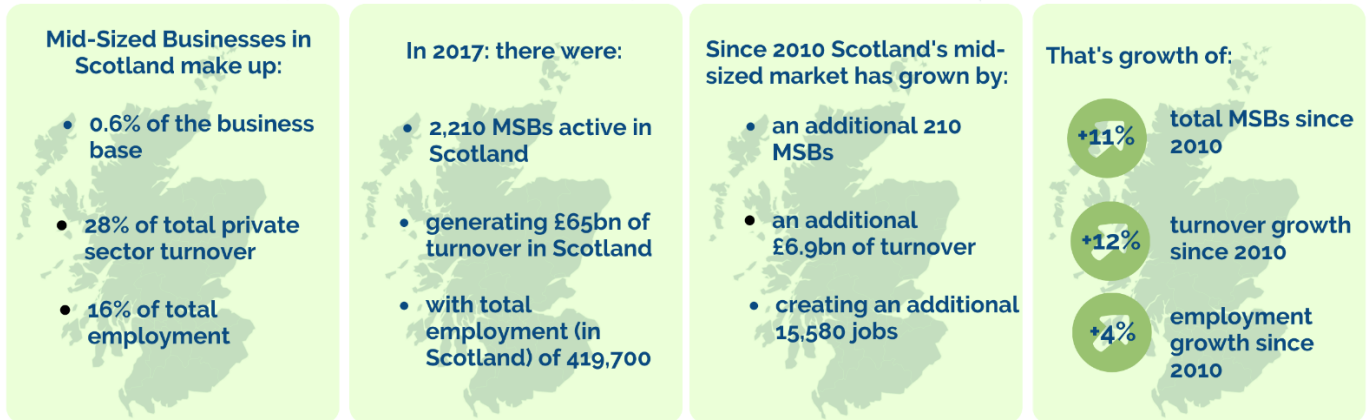 Mid-Sized Businesses in
Scotland make up:
• 0.6% of the business
base
• 28% of total private
sector turnover
• 16% of total
employment
In 2017: there were:
• 2,210 MSBs active in
Scotland
• generating £65bn of
turnover in Scotland
• with total
employment (in
Scotland) of 419,700
Since 2010 Scotland's mid-
sized market has grown by:
• an additional 210
MSBs
• an additional
£6.9bn of turnover
• creating an additional
15,580 jobs
That's growth of:
+11%
total MSBs since
2010
+12%
turnover growth
since 2010
+4%
employment
growth since
2010